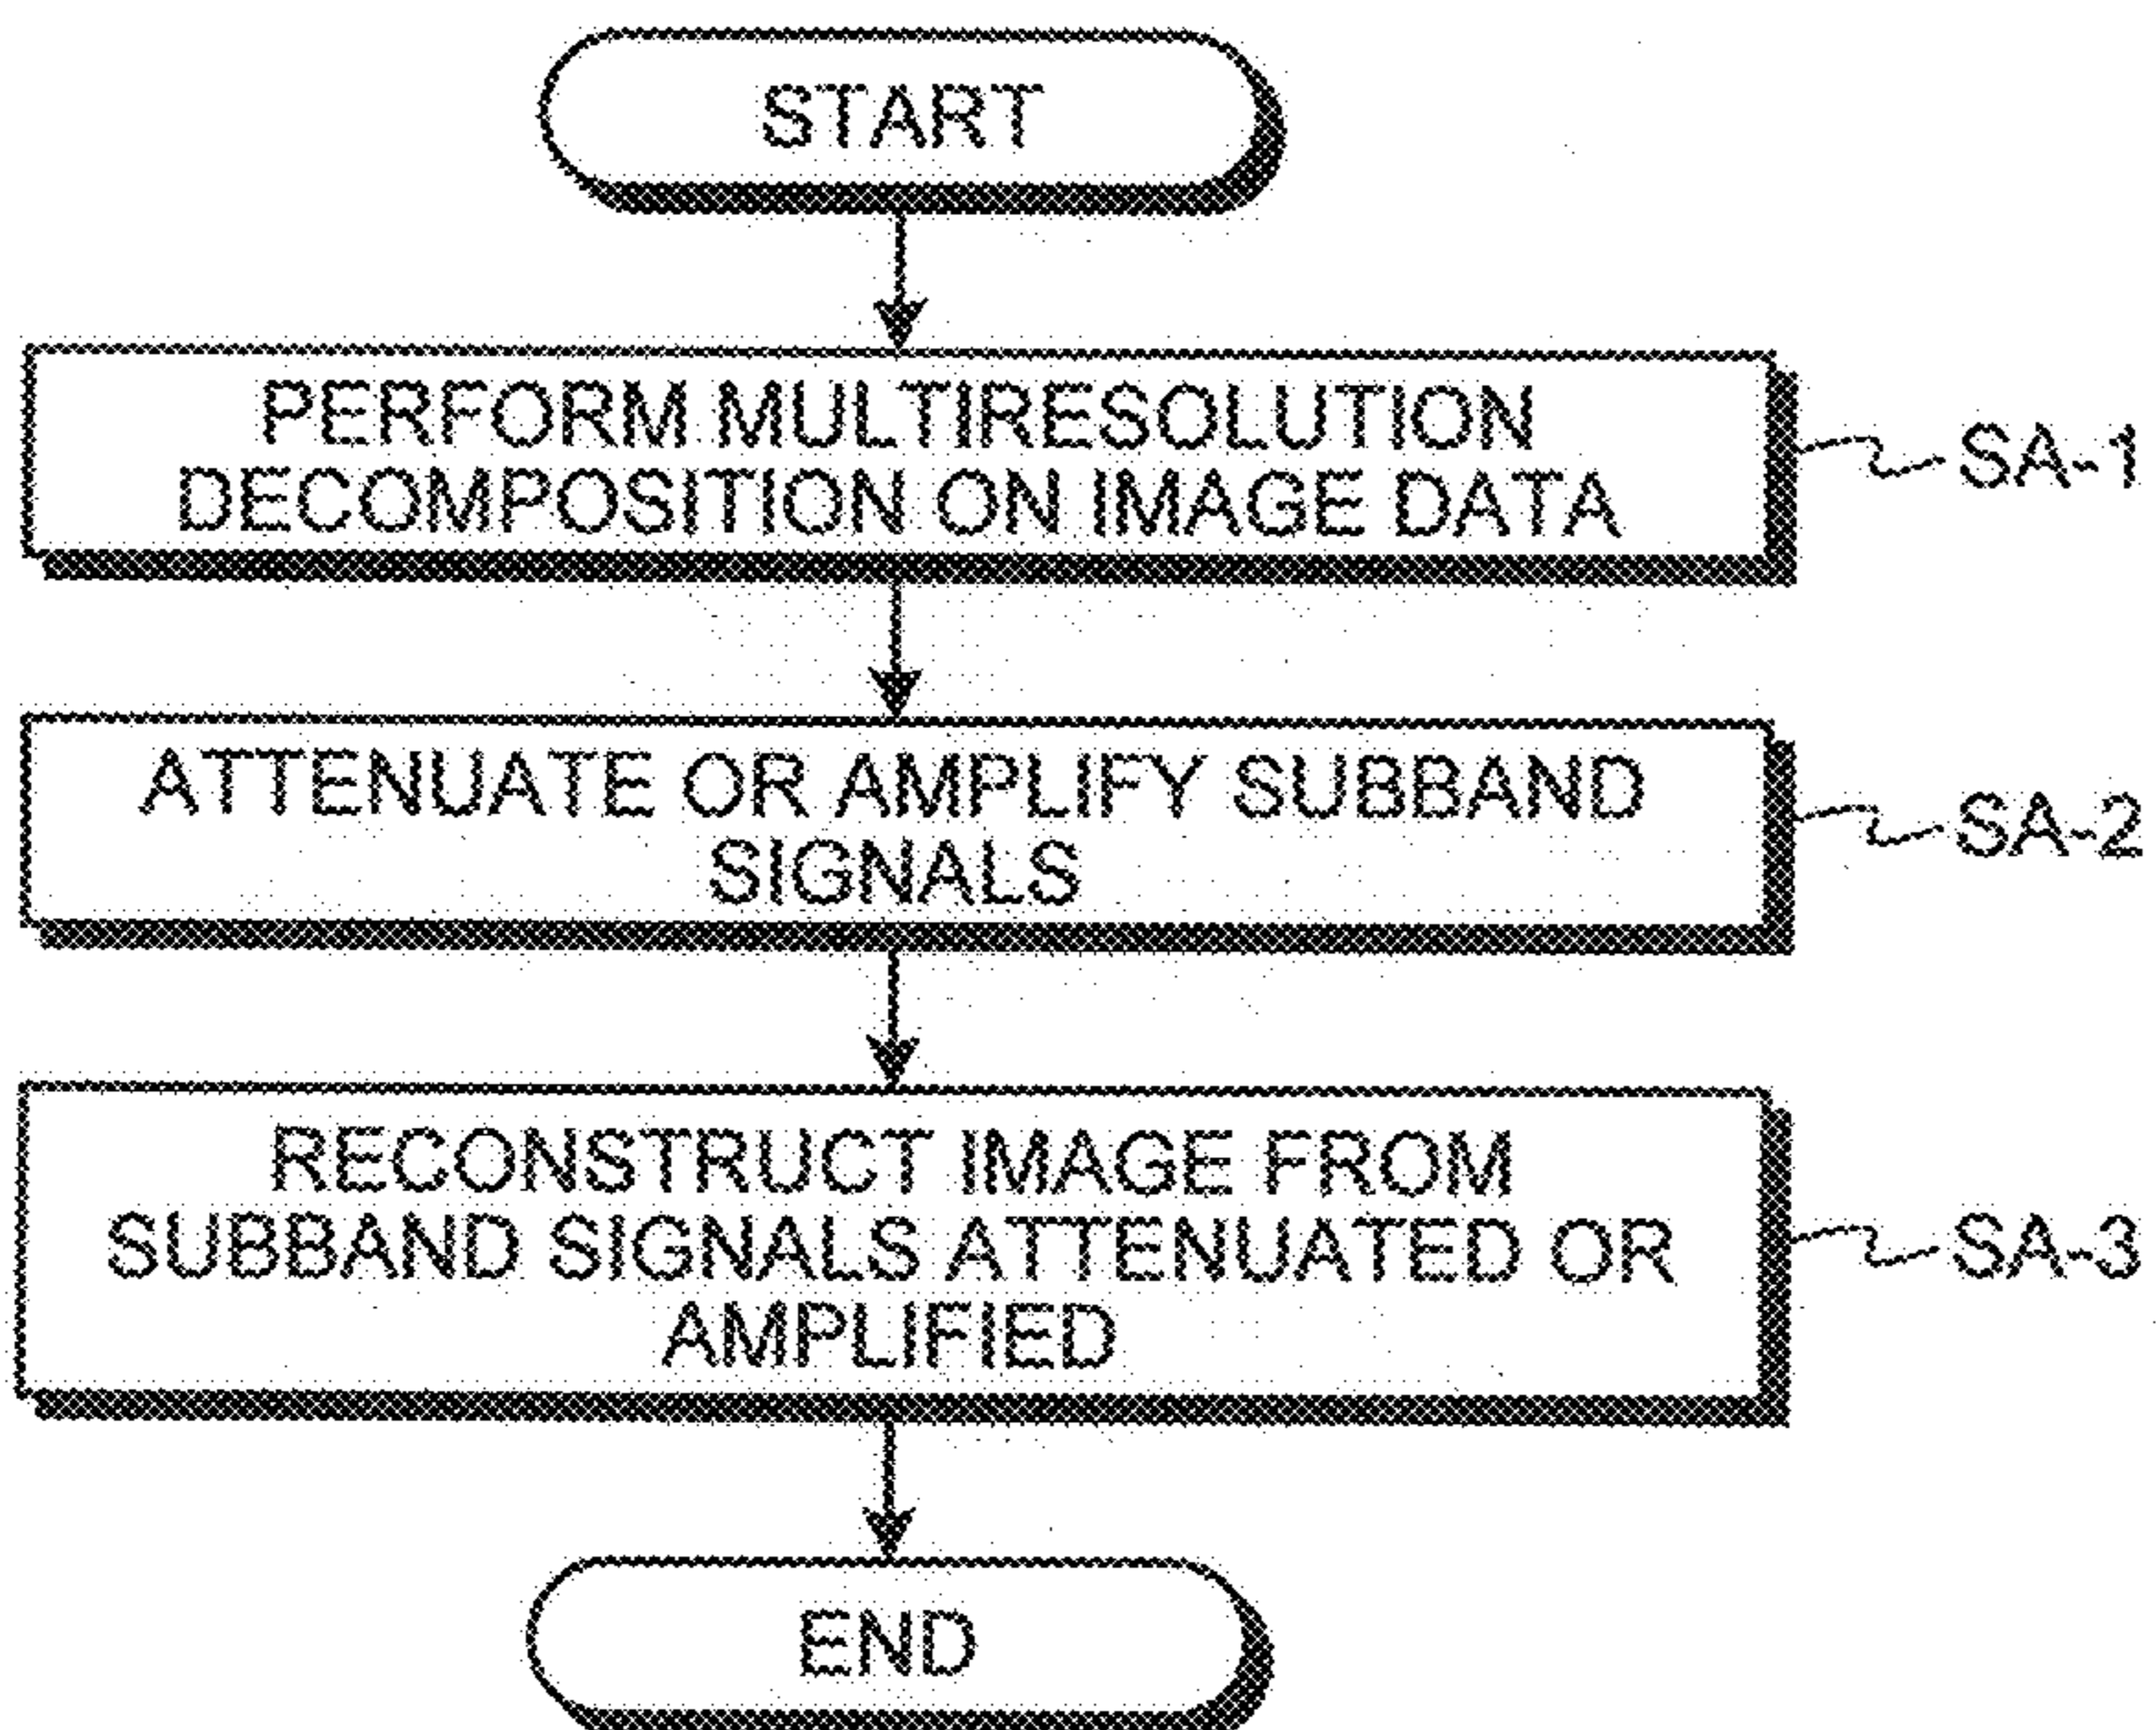 START
PERFORM MULTIRESOLUTION
DECOMPOSITION ON IMAGE DATA
SA-1
ATTENUATE OR AMPLIFY SUBBAND
SIGNALS
SA-2
RECONSTRUCT IMAGE FROM
SUBBAND SIGNALS ATTENUATED OR
AMPLIFIED
SA-3
END